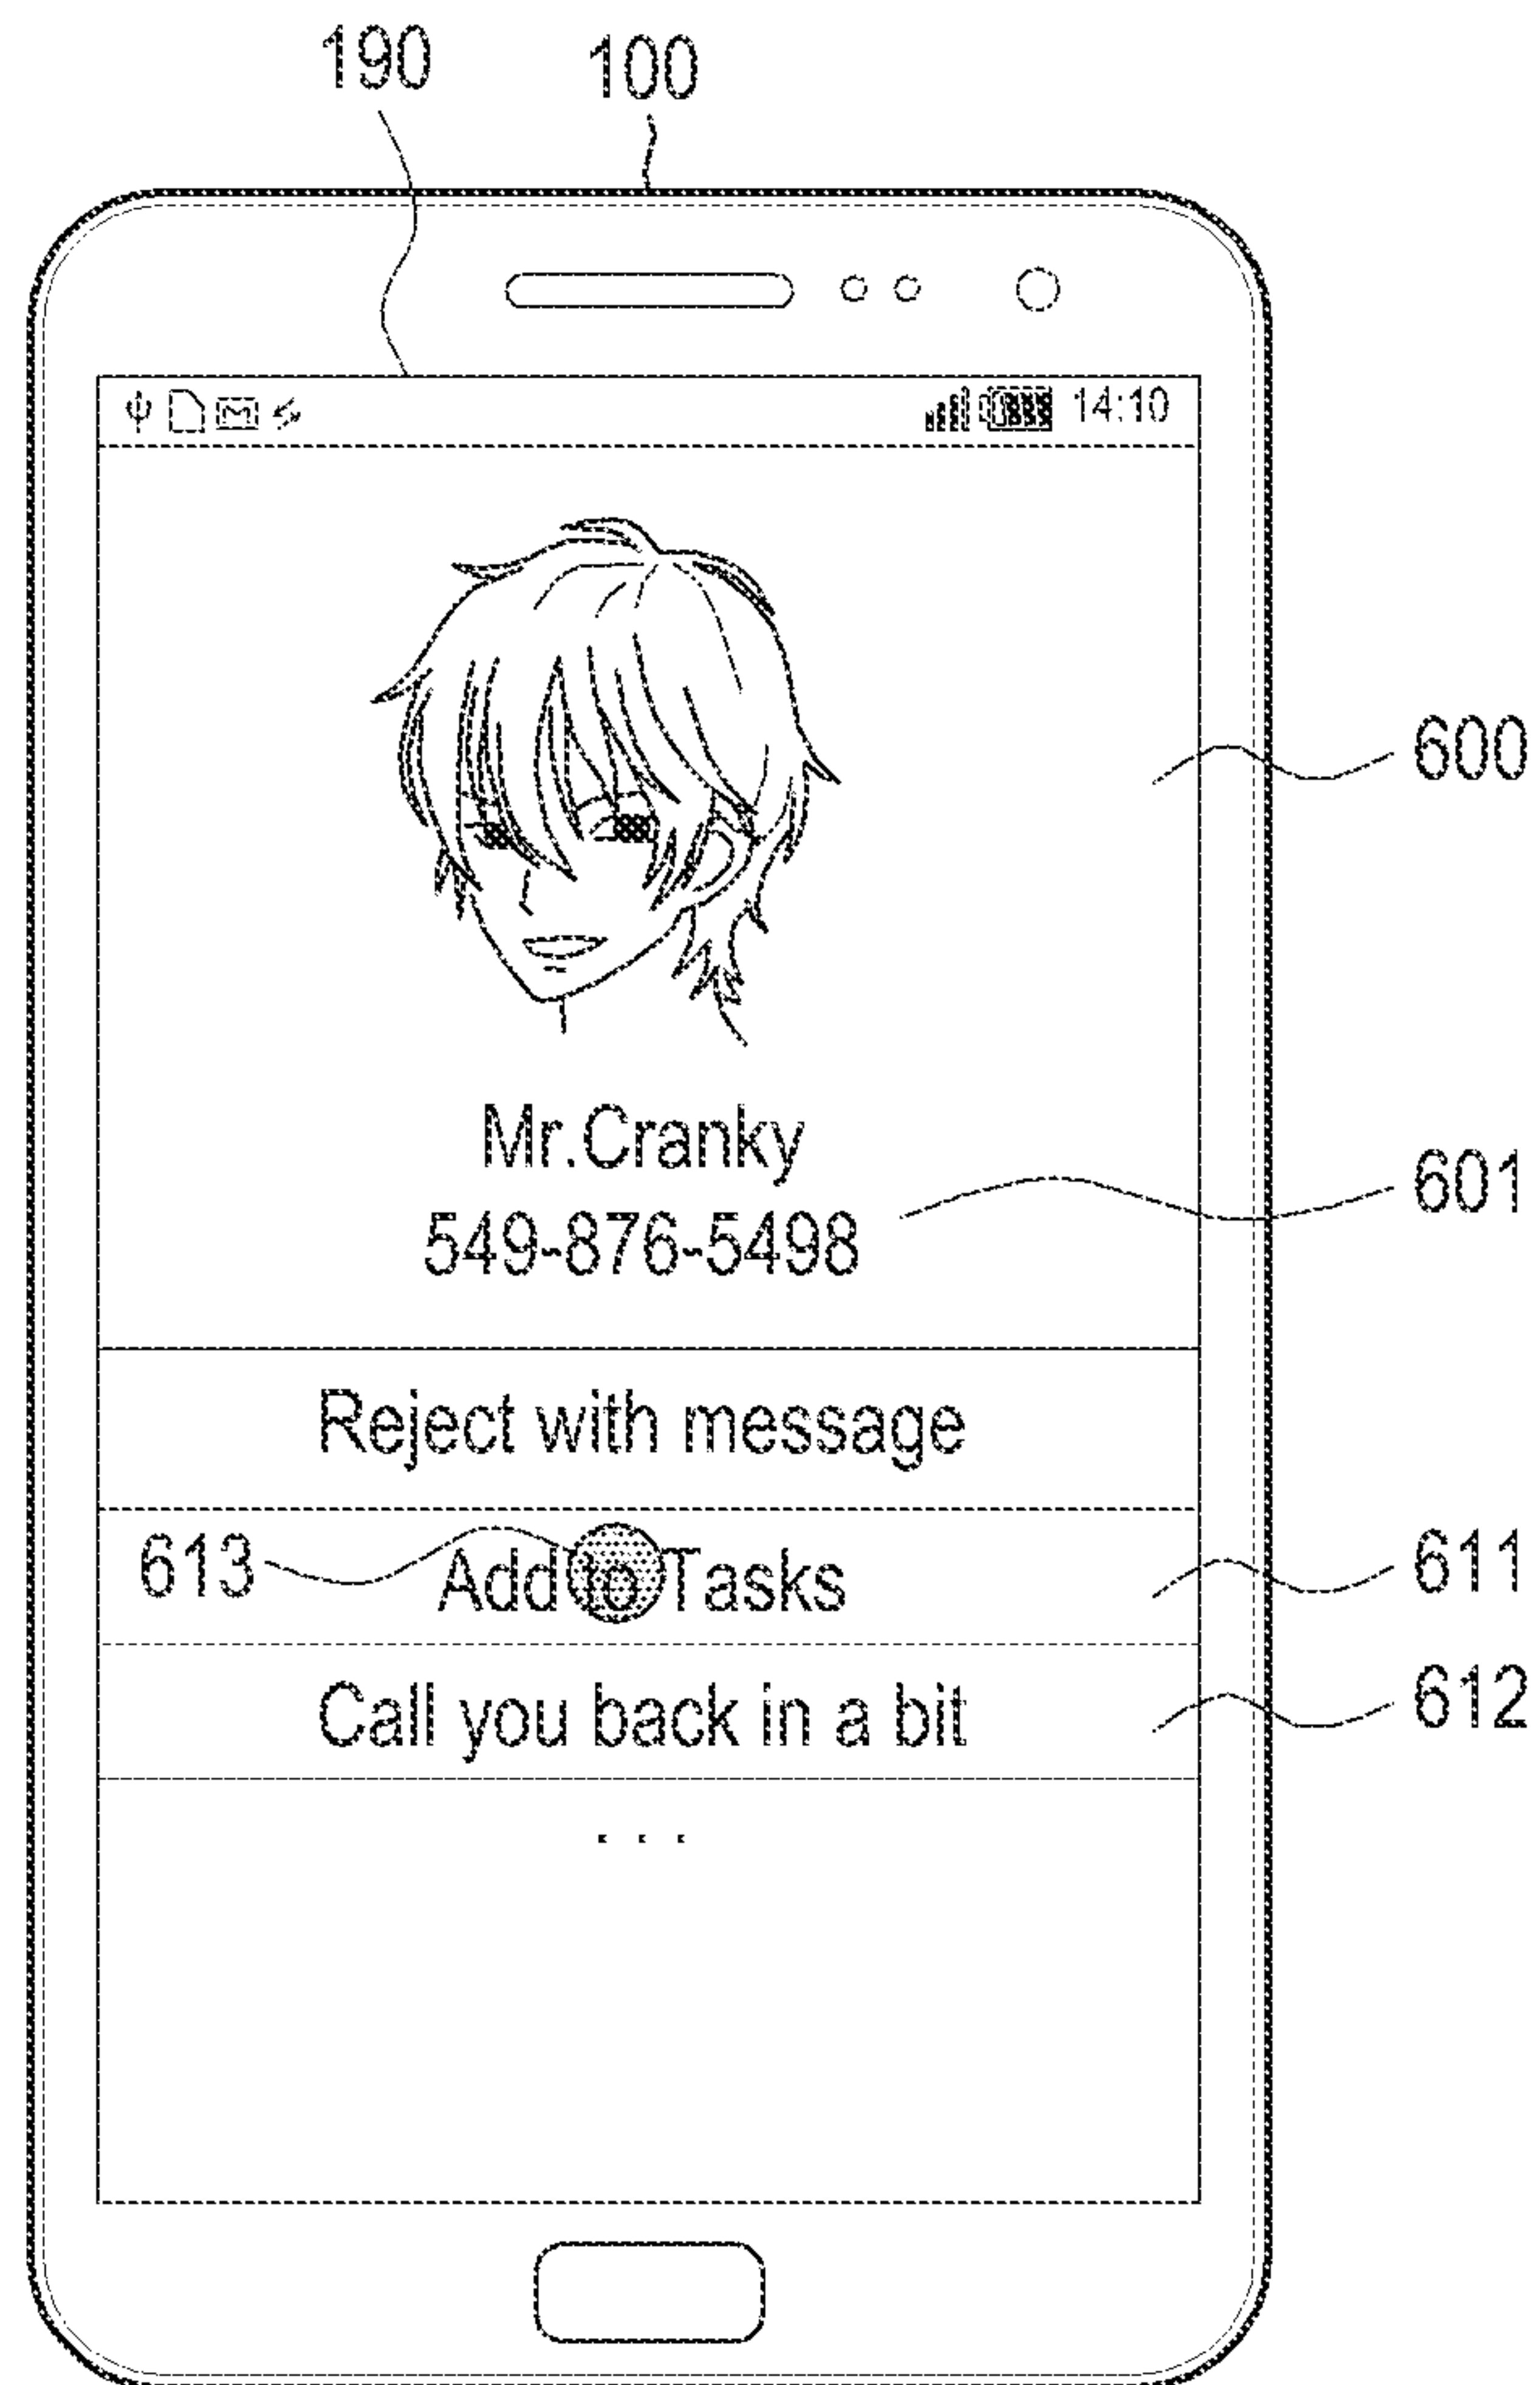 190 100
14:10
600
Mr.Cranky
601
549-876-5498
Reject with message
613 Add to Tasks 611
Call you back in a bit 612
. . .